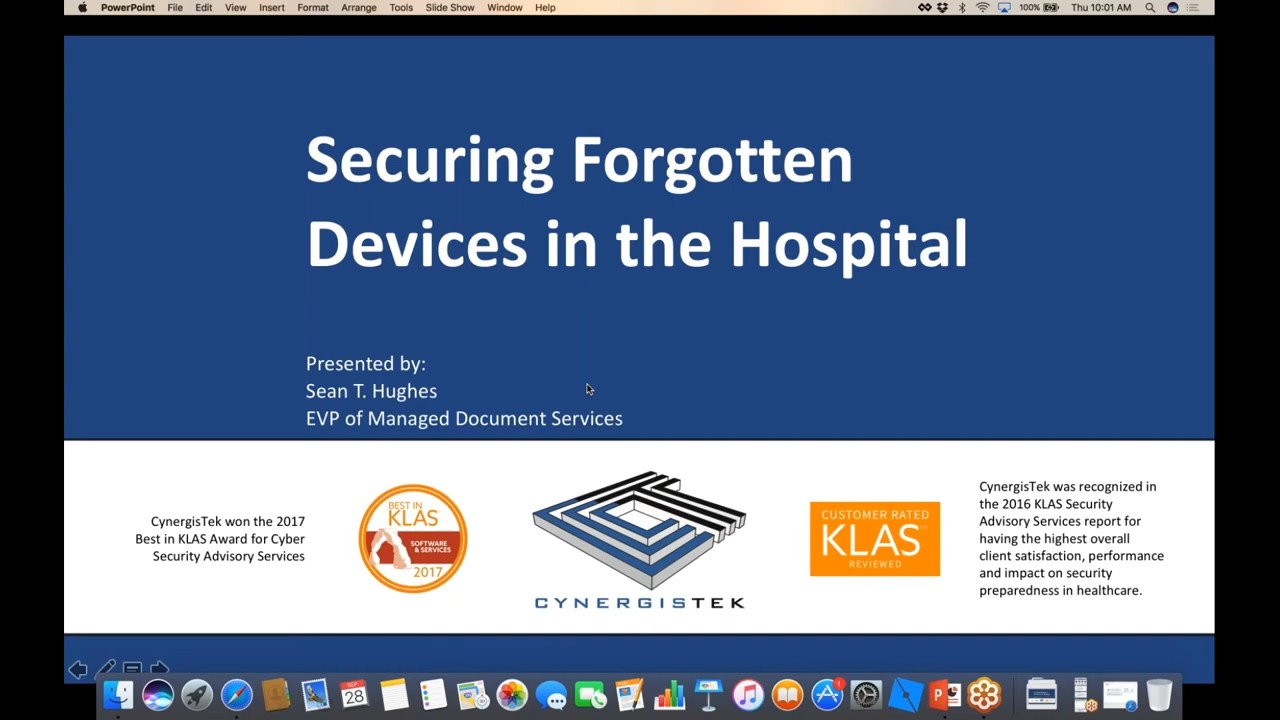 PowerPoint File Edit View Insert Format Arrange Tools Slide Show Window Help 100% Thu 10:01 AM
Securing Forgotten
Devices in the Hospital
Presented by:
Sean T. Hughes
EVP of Managed Document Services
CynergisTek won the 2017
Best in KLAS Award for Cyber
Security Advisory Services
BEST IN
KLAS
SOFTWARE
& SERVICES
2017
CYNERGISTEK
CUSTOMER RATED
KLAS
REVIEWED
CynergisTek was recognized in
the 2016 KLAS Security
Advisory Services report for
having the highest overall
client satisfaction, performance
and impact on security
preparedness in healthcare.
SEP
28
1
P